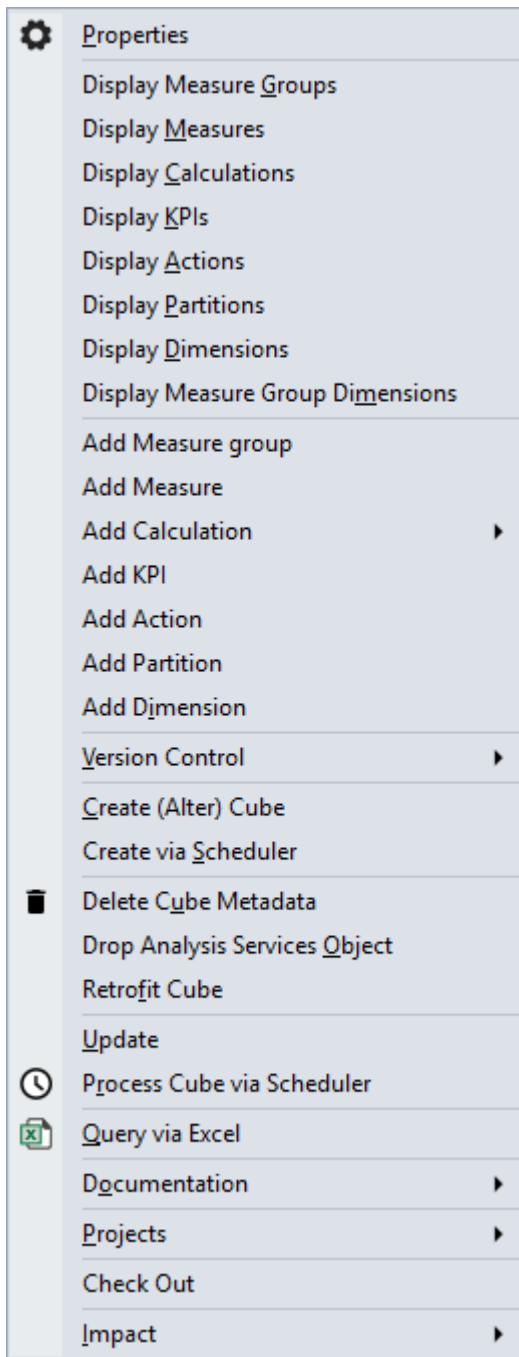 Properties
Display Measure Groups
Display Measures
Display Calculations
Display KPIs
Display Actions
Display Partitions
Display Dimensions
Display Measure Group Dimensions
Add Measure group
Add Measure
Add Calculation
Add KPI
Add Action
Add Partition
Add Dimension
Version Control
Create (Alter) Cube
Create via Scheduler
Delete Cube Metadata
Drop Analysis Services Object
Retrofit Cube
Update
Process Cube via Scheduler
Query via Excel
Documentation
Projects
Check Out
Impact